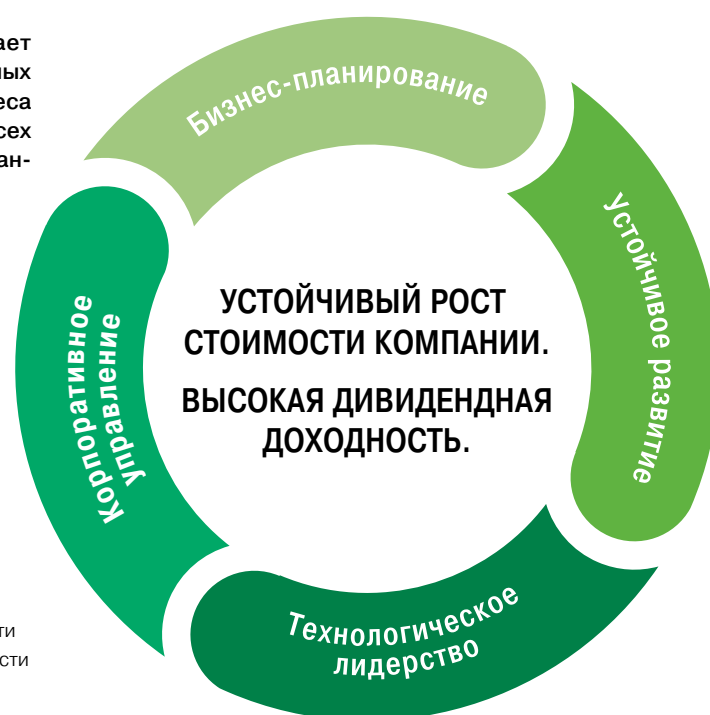 Бизнес-планирование
Устойчивое развитие
УСТОЙЧИВЫЙ РОСТ
СТОИМОСТИ КОМПАНИИ.
ВЫСОКАЯ ДИВИДЕНДНАЯ
ДОХОДНОСТЬ.
Корпоративное
управление
Технологическое
лидерство